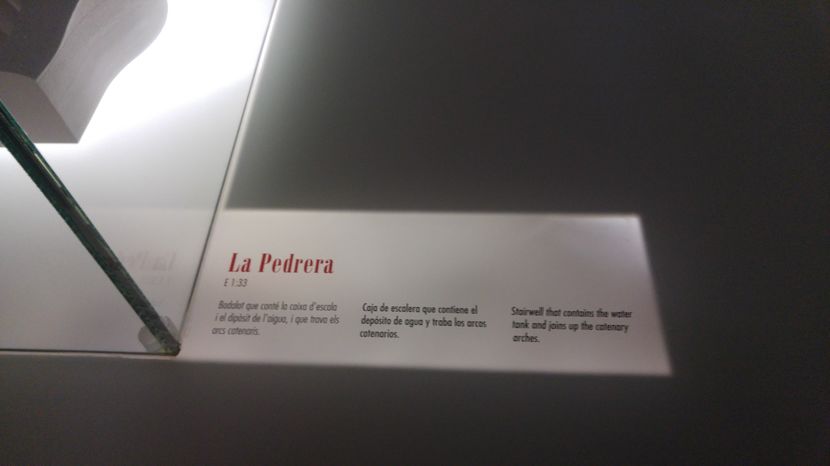 La Pedrera
E 1:33
Badalot que conté la caixa d'escala
i el dipòsit de l'aigua, i que trava els
arcs catenaris.
Caja de escalera que contiene el
depósito de agua y traba los arcos
catenarios.
Stairwell that contains the water
tank and joins up the catenary
arches.